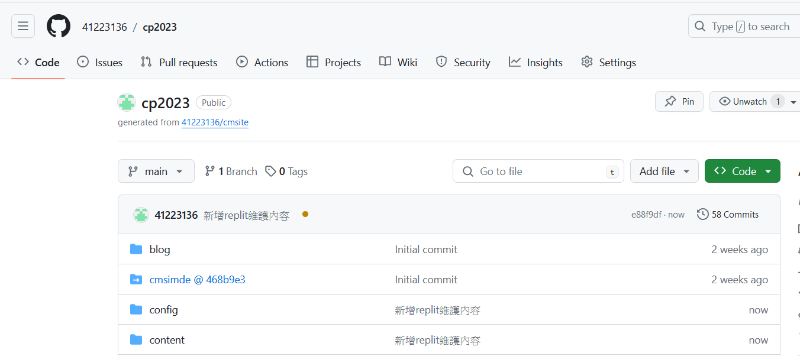 41223136 / cp2023
Type / to search
Code Issues Pull requests Actions Projects Wiki Security Insights Settings
cp2023 Public
Pin Unwatch 1
generated from 41223136/cmsite
main 1 Branch 0 Tags Go to file t Add file Code
41223136 新增replit維護內容 e88f9df · now 58 Commits
blog Initial commit 2 weeks ago
cmsimde @ 468b9e3 Initial commit 2 weeks ago
config 新增replit維護內容 now
content 新增replit維護內容 now